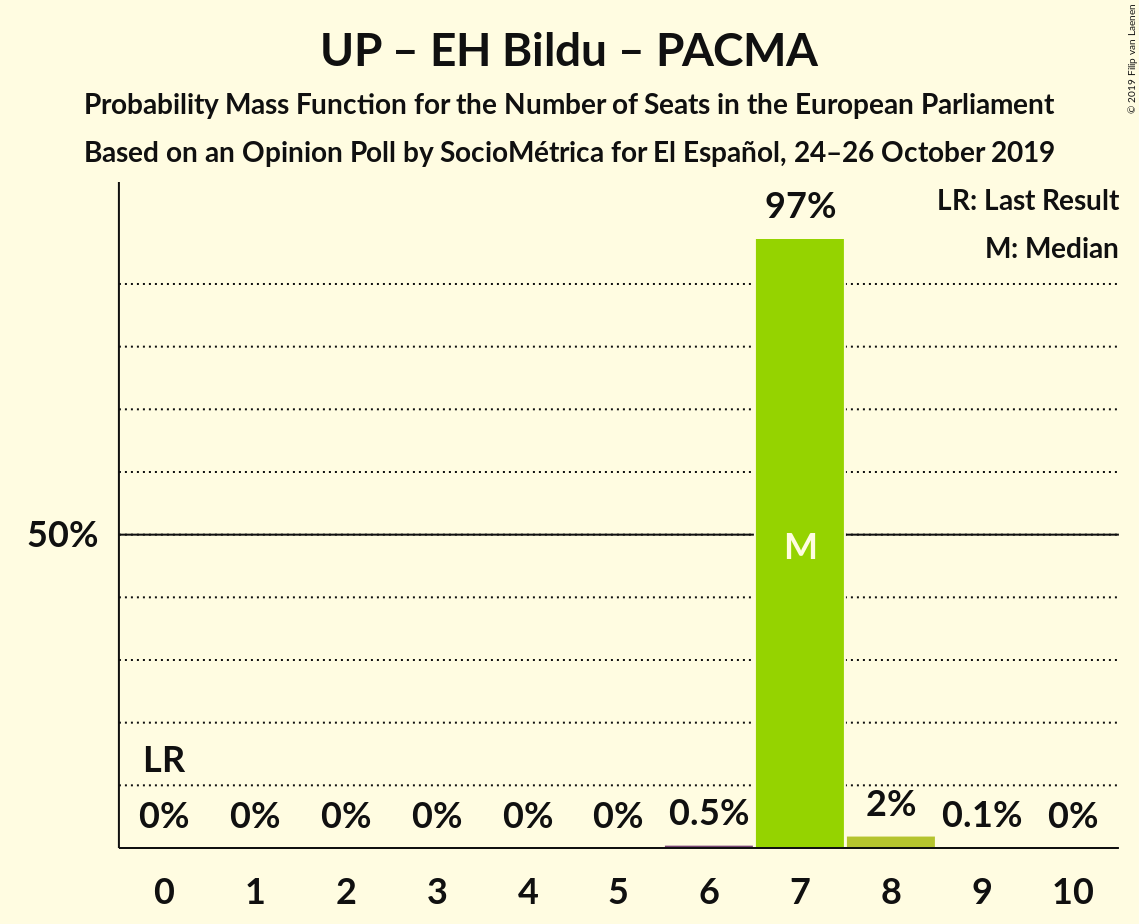 UP – EH Bildu – PACMA
Probability Mass Function for the Number of Seats in the European Parliament
Based on an Opinion Poll by SocioMétrica for El Español, 24–26 October 2019
© 2019 Filip van Laenen
LR: Last Result
M: Median
97%
50%
M
LR
0% 0% 0% 0% 0% 0% 0.5% 2% 0.1% 0%
0 1 2 3 4 5 6 7 8 9 10